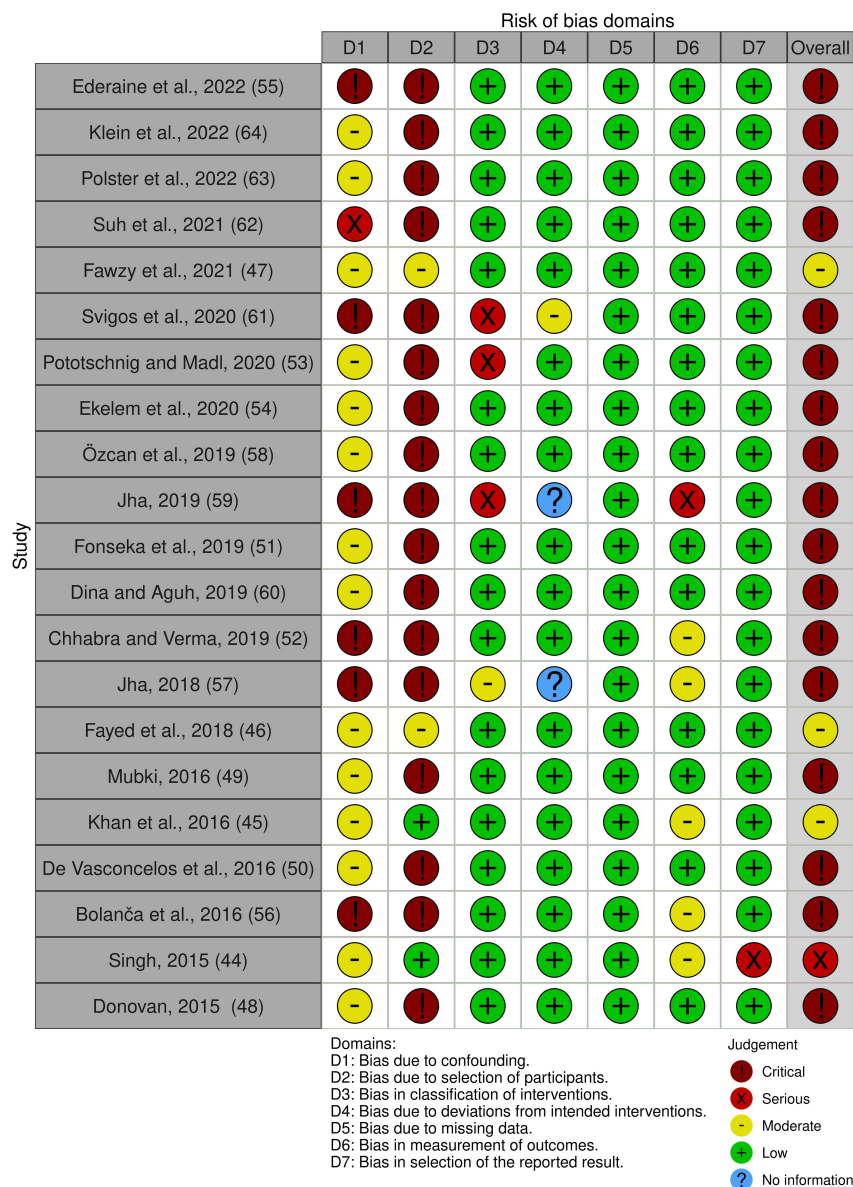 Risk of bias domains
D1 D2 D3 D4 D5 D6 D7 Overall
Study
Ederaine et al., 2022 (55) ! ! + + + + + !
Klein et al., 2022 (64) - ! + + + + + !
Polster et al., 2022 (63) - ! + + + + + !
Suh et al., 2021 (62) X ! + + + + + !
Fawzy et al., 2021 (47) - - + + + + + -
Svigos et al., 2020 (61) ! ! X - + + + !
Pototschnig and Madl, 2020 (53) - ! X + + + + !
Ekelem et al., 2020 (54) - ! + + + + + !
Özcan et al., 2019 (58) - ! + + + + + !
Jha, 2019 (59) ! ! X ? + X + !
Fonseka et al., 2019 (51) - ! + + + + + !
Dina and Aguh, 2019 (60) - ! + + + + + !
Chhabra and Verma, 2019 (52) ! ! + + + - + !
Jha, 2018 (57) ! ! - ? + - + !
Fayed et al., 2018 (46) - - + + + + + -
Mubki, 2016 (49) - ! + + + + + !
Khan et al., 2016 (45) - + + + + - + -
De Vasconcelos et al., 2016 (50) - ! + + + + + !
Bolanča et al., 2016 (56) ! ! + + + - + !
Singh, 2015 (44) - + + + + - X X
Donovan, 2015 (48) - ! + + + + + !
Domains:
D1: Bias due to confounding.
D2: Bias due to selection of participants.
D3: Bias in classification of interventions.
D4: Bias due to deviations from intended interventions.
D5: Bias due to missing data.
D6: Bias in measurement of outcomes.
D7: Bias in selection of the reported result.
Judgement
! Critical
X Serious
- Moderate
+ Low
? No information